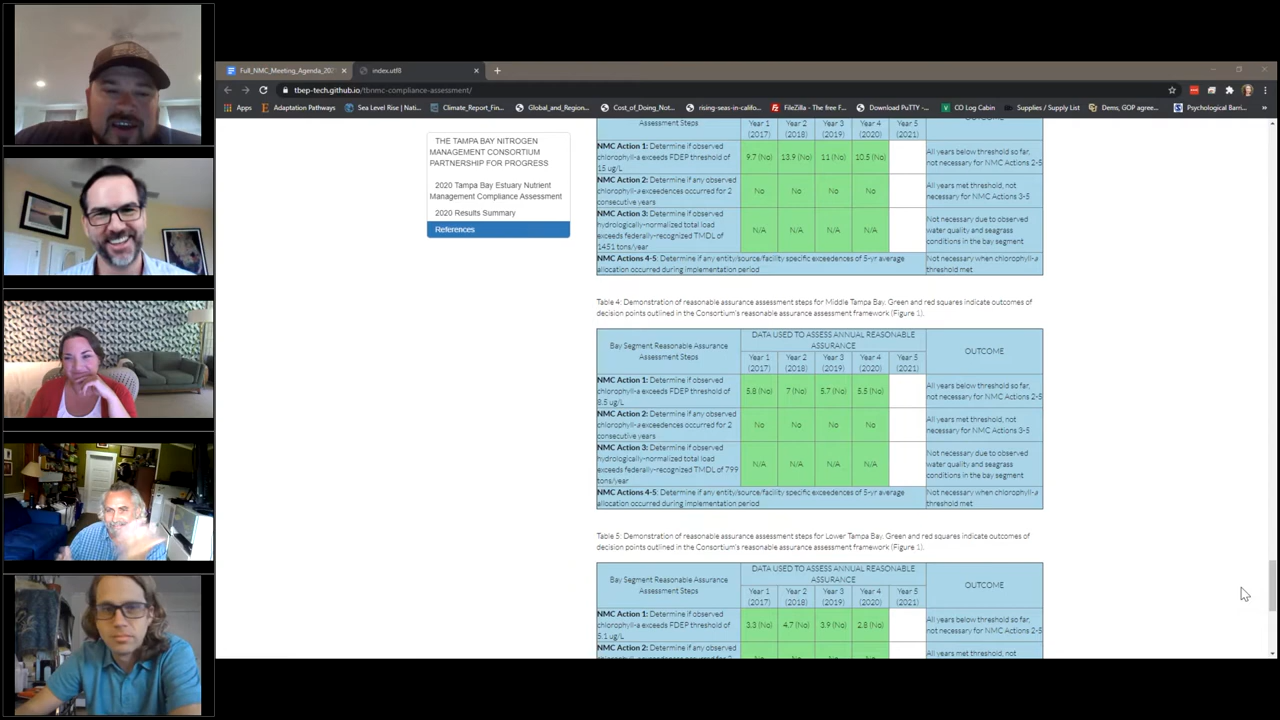 Full_NMC_Meeting_Agenda_202
index.utf8
tbep-tech.github.io/tbnmc-compliance-assessment/
Apps
Adaptation Pathways
Sea Level Rise | Nati...
Climate_Report_Fin...
Global_and_Region...
Cost_of_Doing_Not...
rising-seas-in-califo...
FileZilla - The free F...
Download PuTTY -...
CO Log Cabin
Supplies / Supply List
Dems, GOP agree...
Psychological Barri...
THE TAMPA BAY NITROGEN
MANAGEMENT CONSORTIUM
PARTNERSHIP FOR PROGRESS
2020 Tampa Bay Estuary Nutrient
Management Compliance Assessment
2020 Results Summary
References
Assessment Steps
Year 1
(2017)
Year 2
(2018)
Year 3
(2019)
Year 4
(2020)
Year 5
(2021)
OUTCOME
NMC Action 1: Determine if observed
chlorophyll-a exceeds FDEP threshold of
15 ug/L
9.7 (No)
13.9 (No)
11 (No)
10.5 (No)
All years below threshold so far,
not necessary for NMC Actions 2-5
NMC Action 2: Determine if any observed
chlorophyll-a exceedences occurred for 2
consecutive years
No
No
No
No
All years met threshold, not
necessary for NMC Actions 3-5
NMC Action 3: Determine if observed
hydrologically-normalized total load
exceeds federally-recognized TMDL of
1451 tons/year
N/A
N/A
N/A
N/A
Not necessary due to observed
water quality and seagrass
conditions in the bay segment
NMC Actions 4-5: Determine if any entity/source/facility specific exceedences of 5-yr average
allocation occurred during implementation period
Not necessary when chlorophyll-a
threshold met
Table 4: Demonstration of reasonable assurance assessment steps for Middle Tampa Bay. Green and red squares indicate outcomes of
decision points outlined in the Consortium's reasonable assurance assessment framework (Figure 1).
Bay Segment Reasonable Assurance
Assessment Steps
DATA USED TO ASSESS ANNUAL REASONABLE
ASSURANCE
OUTCOME
Year 1
(2017)
Year 2
(2018)
Year 3
(2019)
Year 4
(2020)
Year 5
(2021)
NMC Action 1: Determine if observed
chlorophyll-a exceeds FDEP threshold of
8.5 ug/L
5.8 (No)
7 (No)
5.7 (No)
5.5 (No)
All years below threshold so far,
not necessary for NMC Actions 2-5
NMC Action 2: Determine if any observed
chlorophyll-a exceedences occurred for 2
consecutive years
No
No
No
No
All years met threshold, not
necessary for NMC Actions 3-5
NMC Action 3: Determine if observed
hydrologically-normalized total load
exceeds federally-recognized TMDL of 799
tons/year
N/A
N/A
N/A
N/A
Not necessary due to observed
water quality and seagrass
conditions in the bay segment
NMC Actions 4-5: Determine if any entity/source/facility specific exceedences of 5-yr average
allocation occurred during implementation period
Not necessary when chlorophyll-a
threshold met
Table 5: Demonstration of reasonable assurance assessment steps for Lower Tampa Bay. Green and red squares indicate outcomes of
decision points outlined in the Consortium's reasonable assurance assessment framework (Figure 1).
Bay Segment Reasonable Assurance
Assessment Steps
DATA USED TO ASSESS ANNUAL REASONABLE
ASSURANCE
OUTCOME
Year 1
(2017)
Year 2
(2018)
Year 3
(2019)
Year 4
(2020)
Year 5
(2021)
NMC Action 1: Determine if observed
chlorophyll-a exceeds FDEP threshold of
5.1 ug/L
3.3 (No)
4.7 (No)
3.9 (No)
2.8 (No)
All years below threshold so far,
not necessary for NMC Actions 2-5
NMC Action 2: Determine if any observed
All years met threshold, not